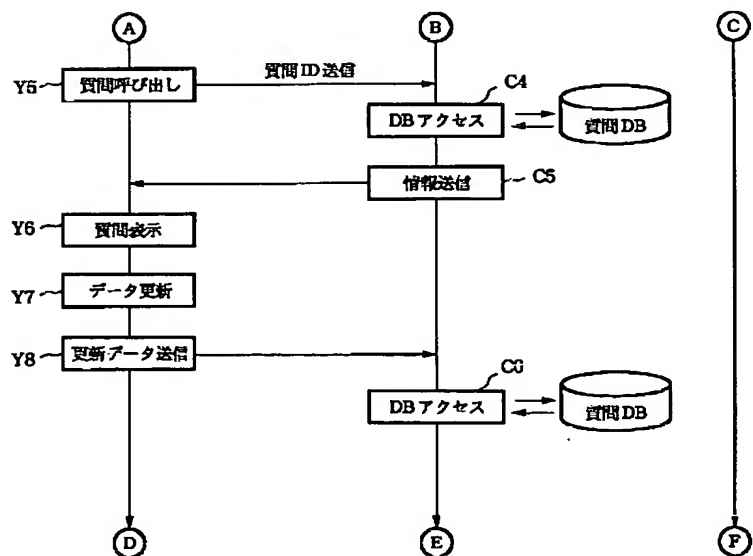 A
B
C
Y5
質問呼び出し
質問ID送信
C4
DBアクセス
質問DB
情報送信
C5
Y6
質問表示
Y7
データ更新
Y8
更新データ送信
C6
DBアクセス
質問DB
D
E
F